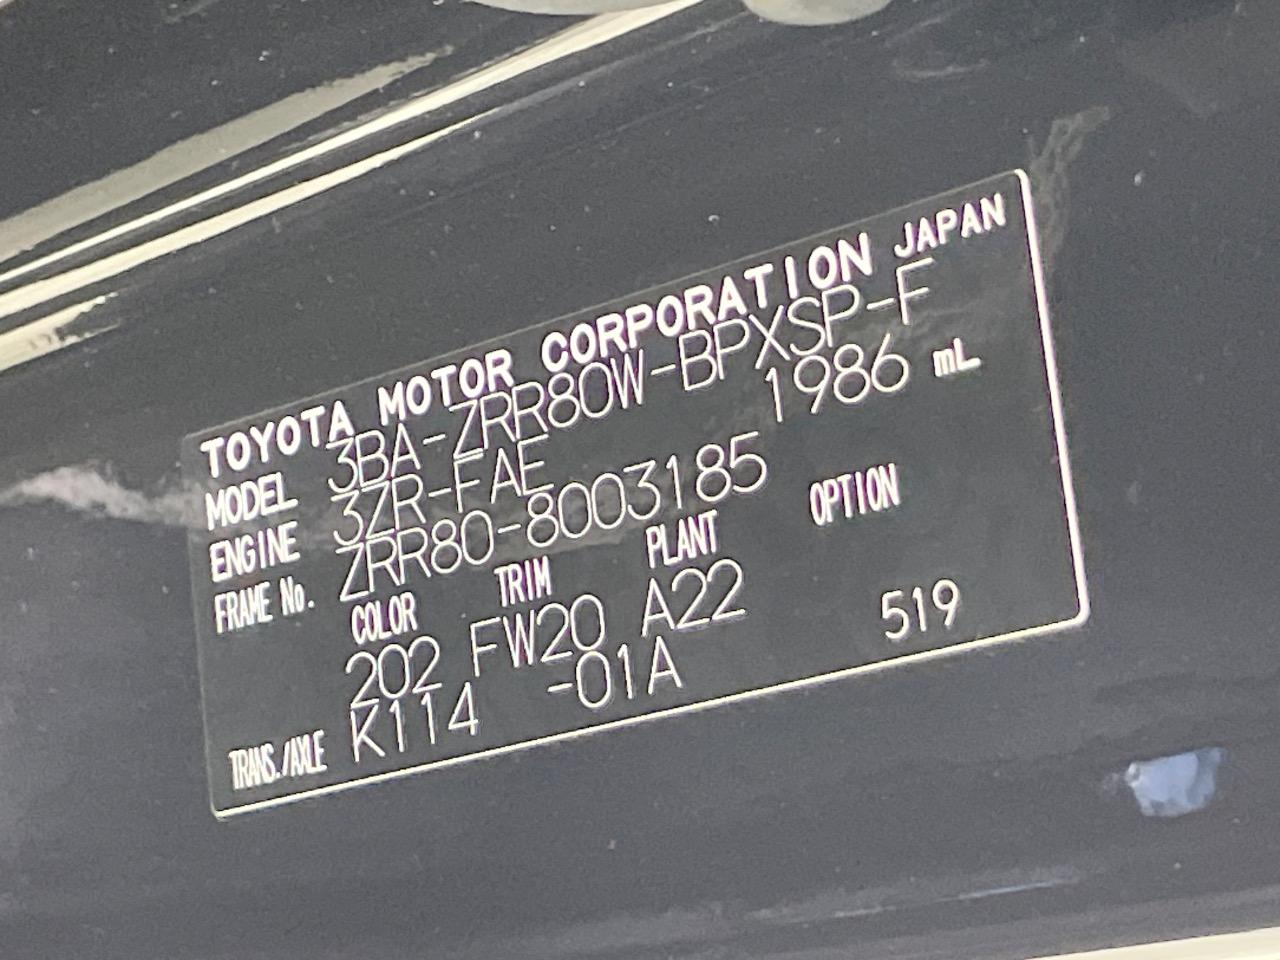 TOYOTA MOTOR CORPORATION JAPAN
MODEL 3BA-ZRR80W-BPXSP-F
ENGINE 3ZR-FAE 1986 mL
FRAME No. ZRR80-8003185
COLOR TRIM PLANT OPTION
202 FW20 A22
TRANS./AXLE K114 -01A 519